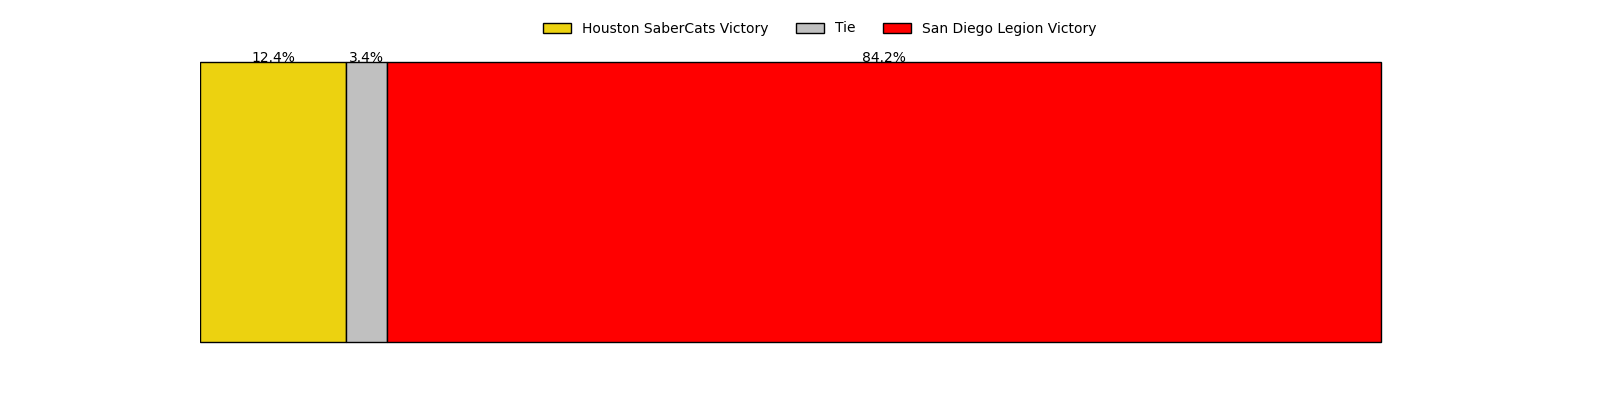 Houston SaberCats Victory Tie San Diego Legion Victory
12.4% 3.4% 84.2%